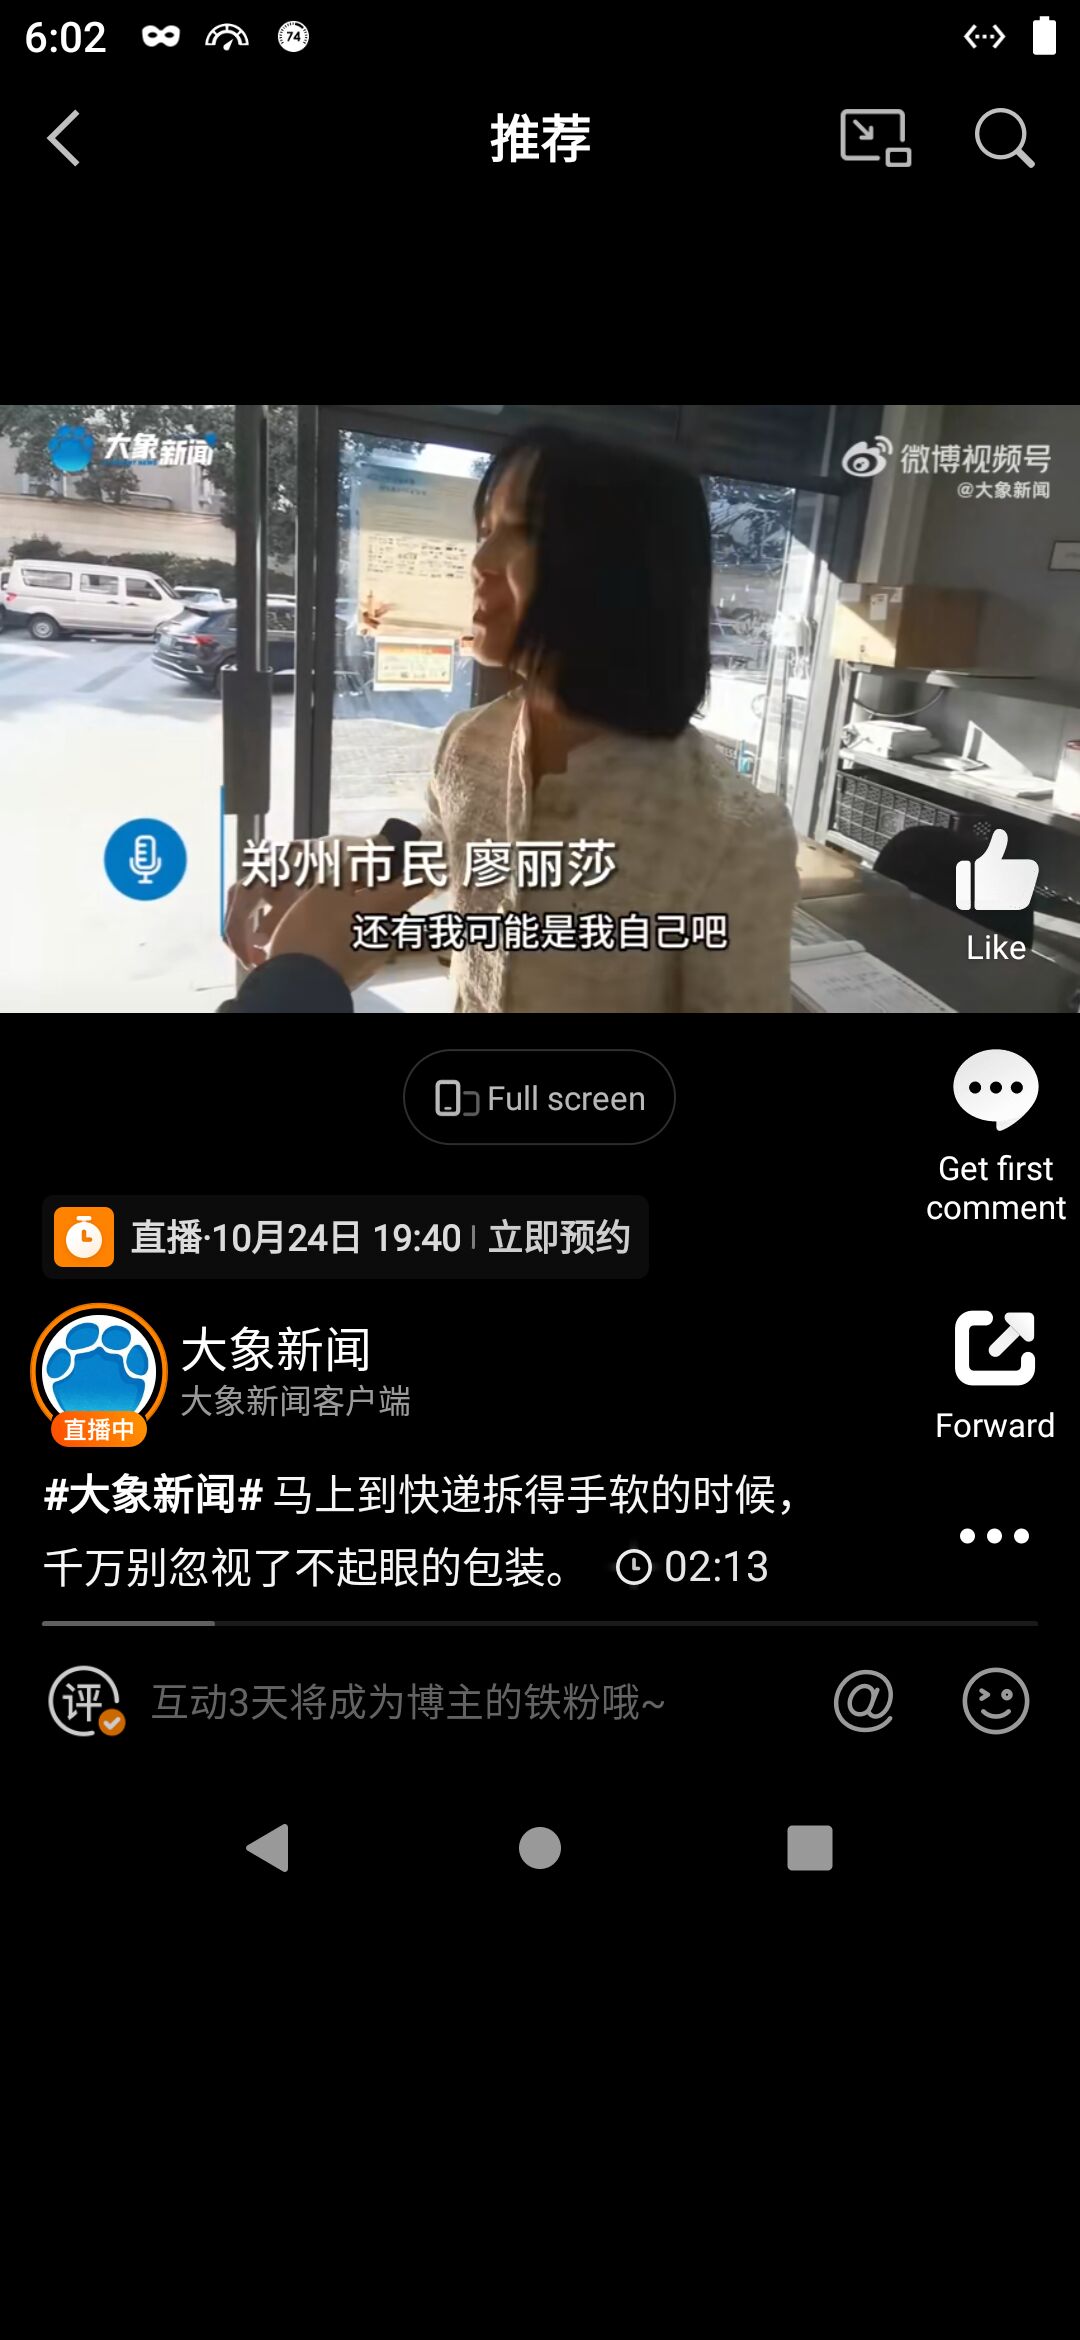 6:02
74
推荐
大象新闻
微博视频号
@大象新闻
郑州市民 廖丽莎
还有我可能是我自己吧
Like
Full screen
Get first
comment
直播·10月24日 19:40 | 立即预约
大象新闻
大象新闻客户端
直播中
Forward
#大象新闻# 马上到快递拆得手软的时候，
千万别忽视了不起眼的包装。 02:13
评 互动3天将成为博主的铁粉哦~ @